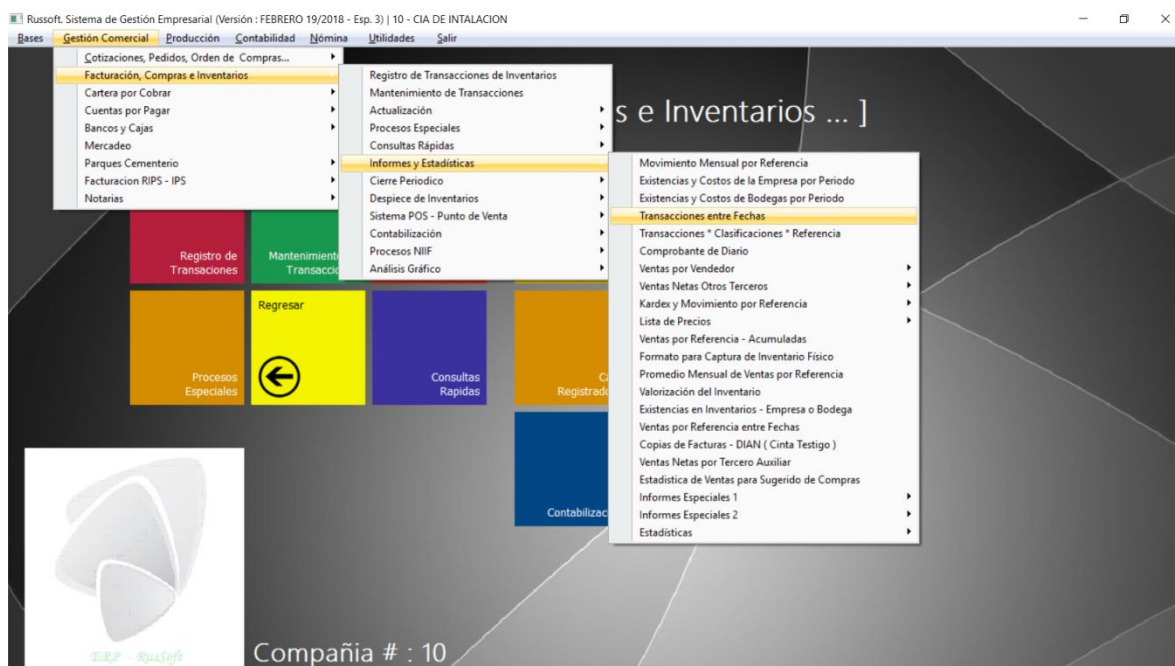 Russoft. Sistema de Gestión Empresarial (Versión : FEBRERO 19/2018 - Esp. 3) | 10 - CIA DE INTALACION
Bases Gestión Comercial Producción Contabilidad Nómina Utilidades Salir
Cotizaciones, Pedidos, Orden de Compras...
Facturación, Compras e Inventarios
Cartera por Cobrar
Cuentas por Pagar
Bancos y Cajas
Mercadeo
Parques Cementerio
Facturacion RIPS - IPS
Notarias
Registro de Transacciones de Inventarios
Mantenimiento de Transacciones
Actualización
Procesos Especiales
Consultas Rápidas
Informes y Estadísticas
Cierre Periodico
Despiece de Inventarios
Sistema POS - Punto de Venta
Contabilización
Procesos NIIF
Análisis Gráfico
s e Inventarios ... ]
Movimiento Mensual por Referencia
Existencias y Costos de la Empresa por Periodo
Existencias y Costos de Bodegas por Periodo
Transacciones entre Fechas
Transacciones * Clasificaciones * Referencia
Comprobante de Diario
Ventas por Vendedor
Ventas Netas Otros Terceros
Kardex y Movimiento por Referencia
Lista de Precios
Ventas por Referencia - Acumuladas
Formato para Captura de Inventario Físico
Promedio Mensual de Ventas por Referencia
Valorización del Inventario
Existencias en Inventarios - Empresa o Bodega
Ventas por Referencia entre Fechas
Copias de Facturas - DIAN ( Cinta Testigo )
Ventas Netas por Tercero Auxiliar
Estadistica de Ventas para Sugerido de Compras
Informes Especiales 1
Informes Especiales 2
Estadísticas
Registro de
Transaciones
Mantenimient
Transaccio
Procesos
Especiales
Regresar
Consultas
Rapidas
Registrad
Contabilizac
ERP - RusSoft
Compañia # : 10